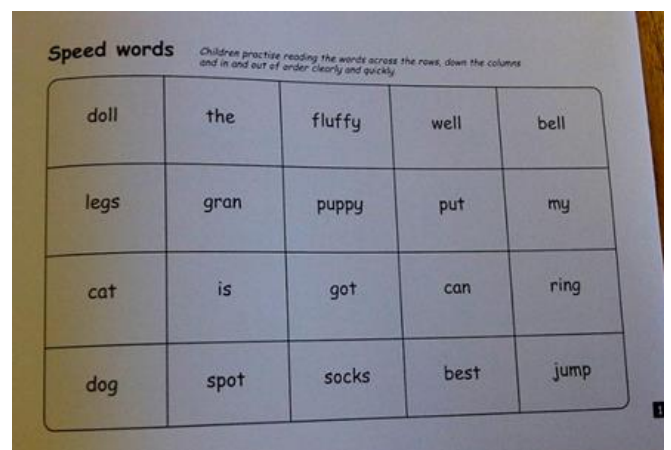 Speed words
Children practise reading the words across the rows, down the columns
and in and out of order clearly and quickly
doll the fluffy well bell
legs gran puppy put my
cat is got can ring
dog spot socks best jump
1